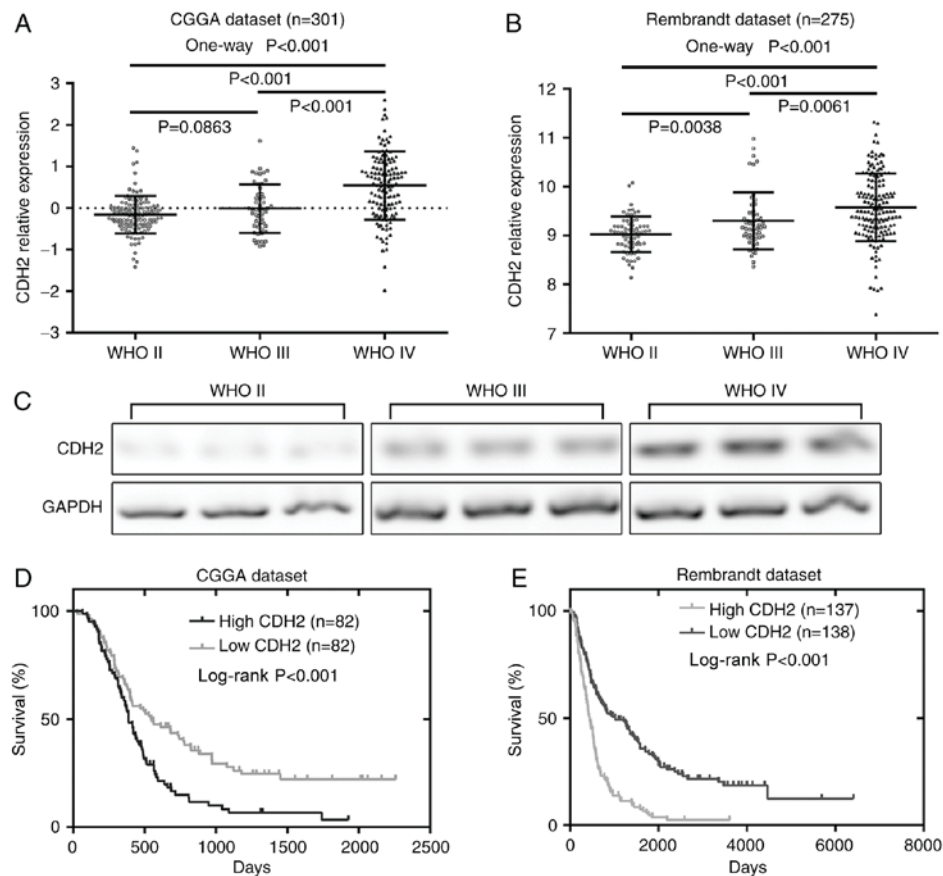 A
CGGA dataset (n=301)
One-way P<0.001
P<0.001
P<0.001
P=0.0863
CDH2 relative expression
3
2
1
0
−1
−2
−3
WHO II
WHO III
WHO IV
B
Rembrandt dataset (n=275)
One-way P<0.001
P<0.001
P=0.0061
P=0.0038
CDH2 relative expression
12
11
10
9
8
7
WHO II
WHO III
WHO IV
C
WHO II
WHO III
WHO IV
CDH2
GAPDH
D
CGGA dataset
High CDH2 (n=82)
Low CDH2 (n=82)
Log-rank P<0.001
Survival (%)
100
50
0
0
500
1000
1500
2000
2500
Days
E
Rembrandt dataset
High CDH2 (n=137)
Low CDH2 (n=138)
Log-rank P<0.001
Survival (%)
100
50
0
0
2000
4000
6000
8000
Days